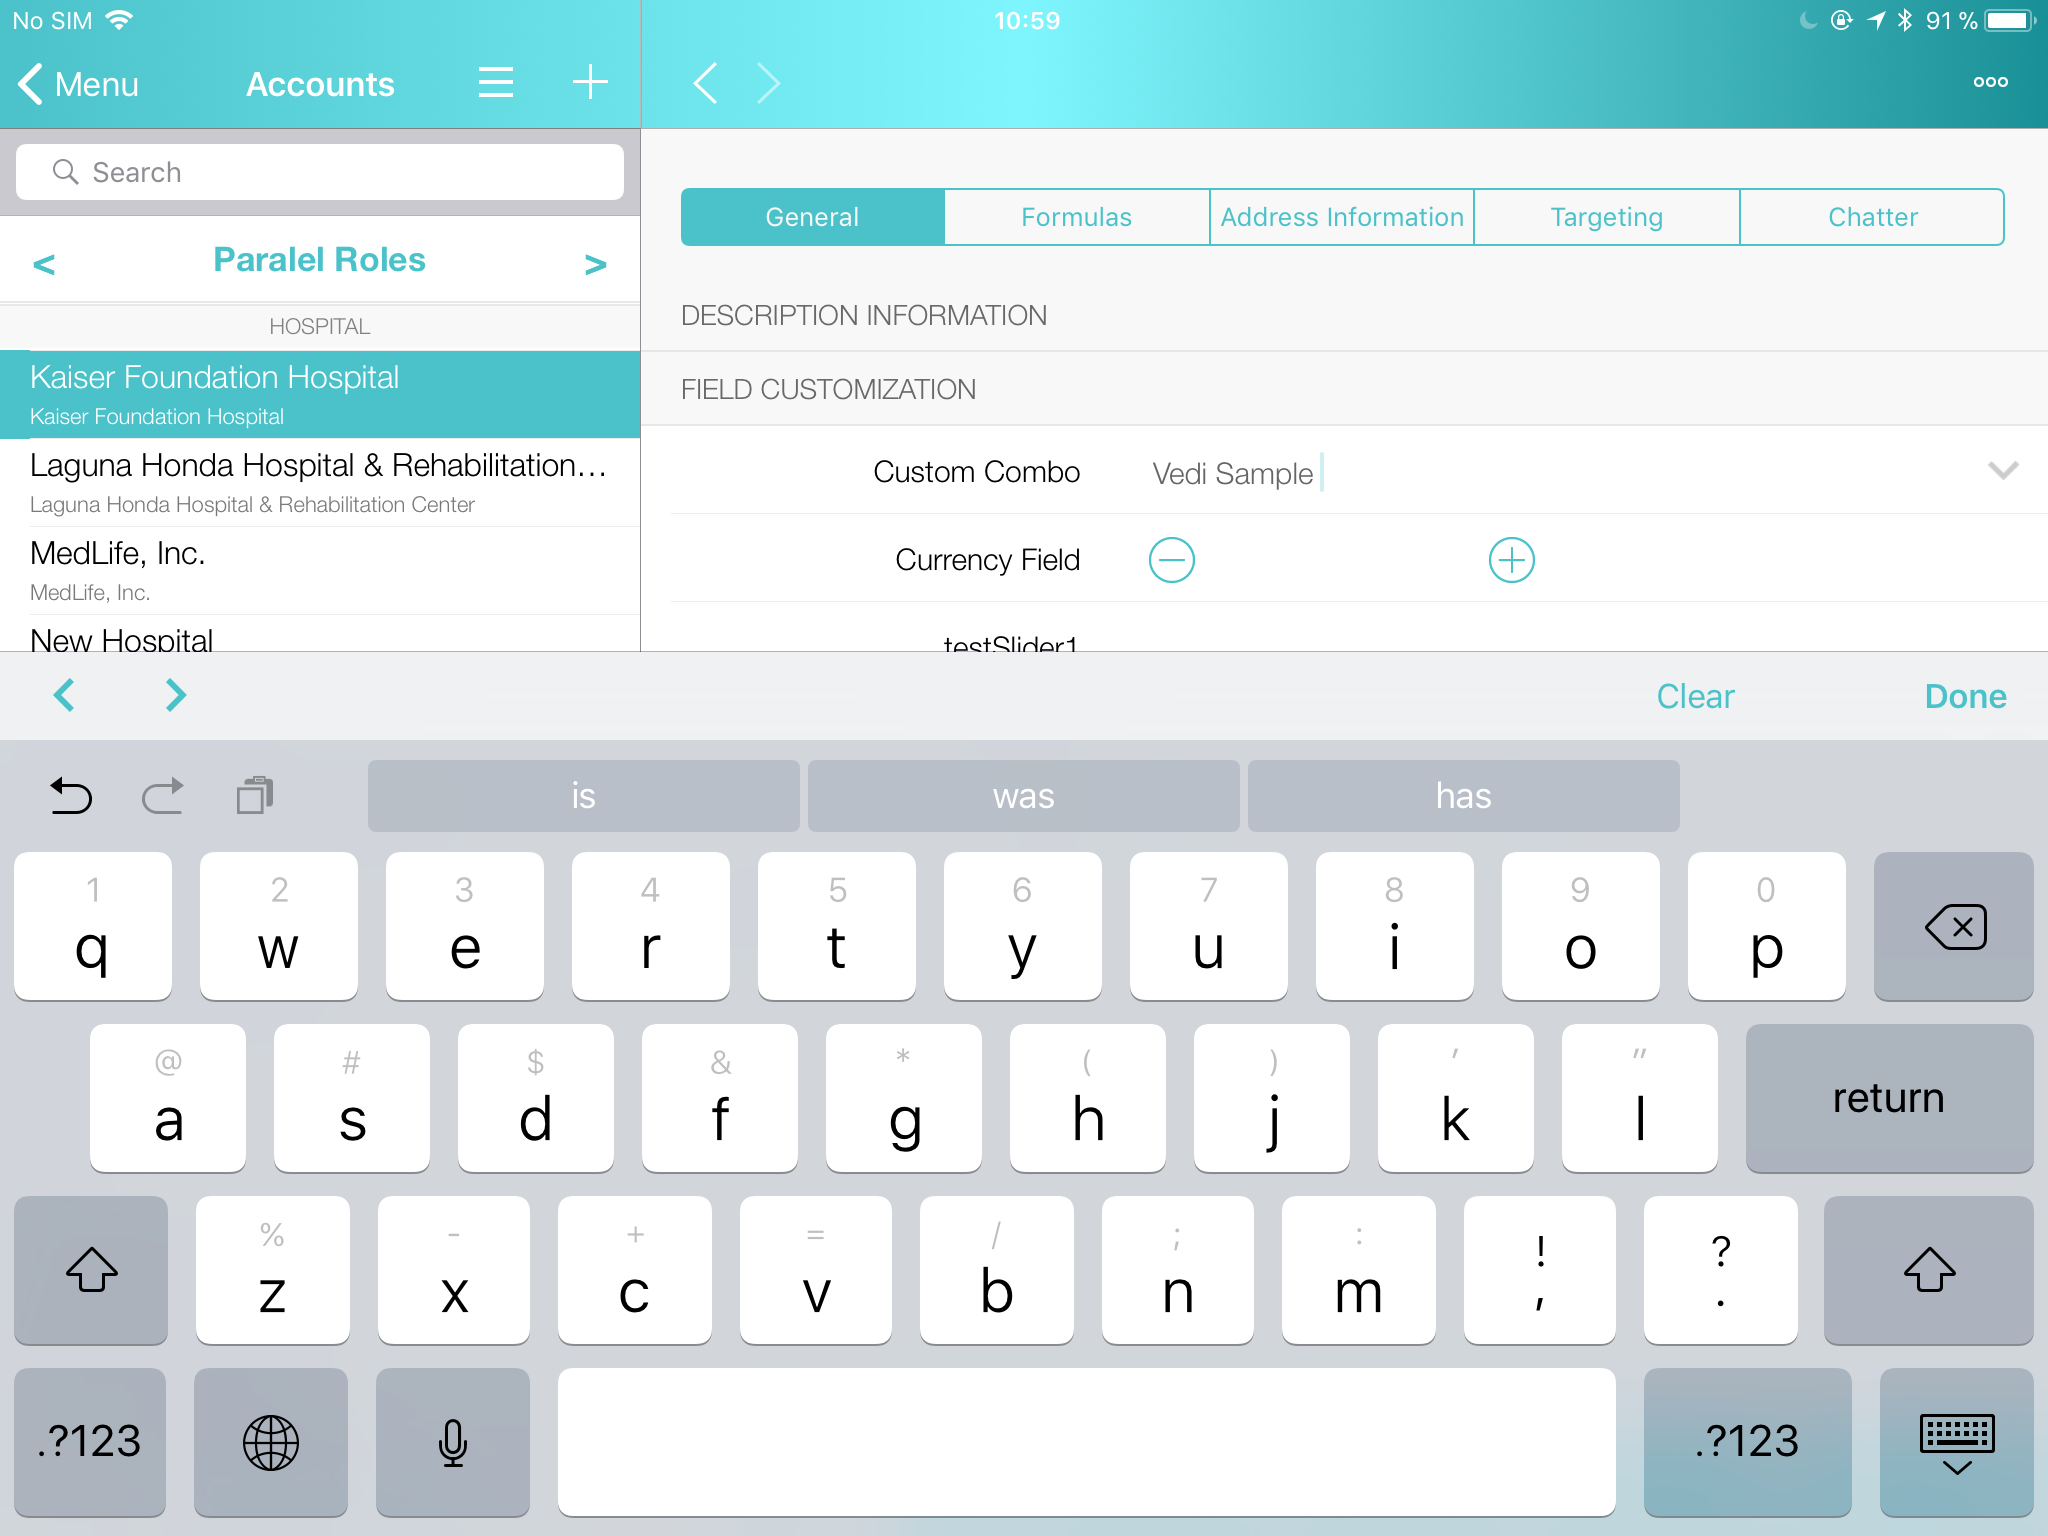 No SIM
10:59
91 %
Menu
Accounts
Search
< Paralel Roles >
HOSPITAL
Kaiser Foundation Hospital
Kaiser Foundation Hospital
Laguna Honda Hospital & Rehabilitation…
Laguna Honda Hospital & Rehabilitation Center
MedLife, Inc.
MedLife, Inc.
New Hospital
General Formulas Address Information Targeting Chatter
DESCRIPTION INFORMATION
FIELD CUSTOMIZATION
Custom Combo Vedi Sample
Currency Field
testSlider1
Clear Done
is was has
1 2 3 4 5 6 7 8 9 0
q w e r t y u i o p
@ # $ & * ( ) ' "
a s d f g h j k l return
% - + = / ; : ! ?
z x c v b n m , .
.?123 .?123